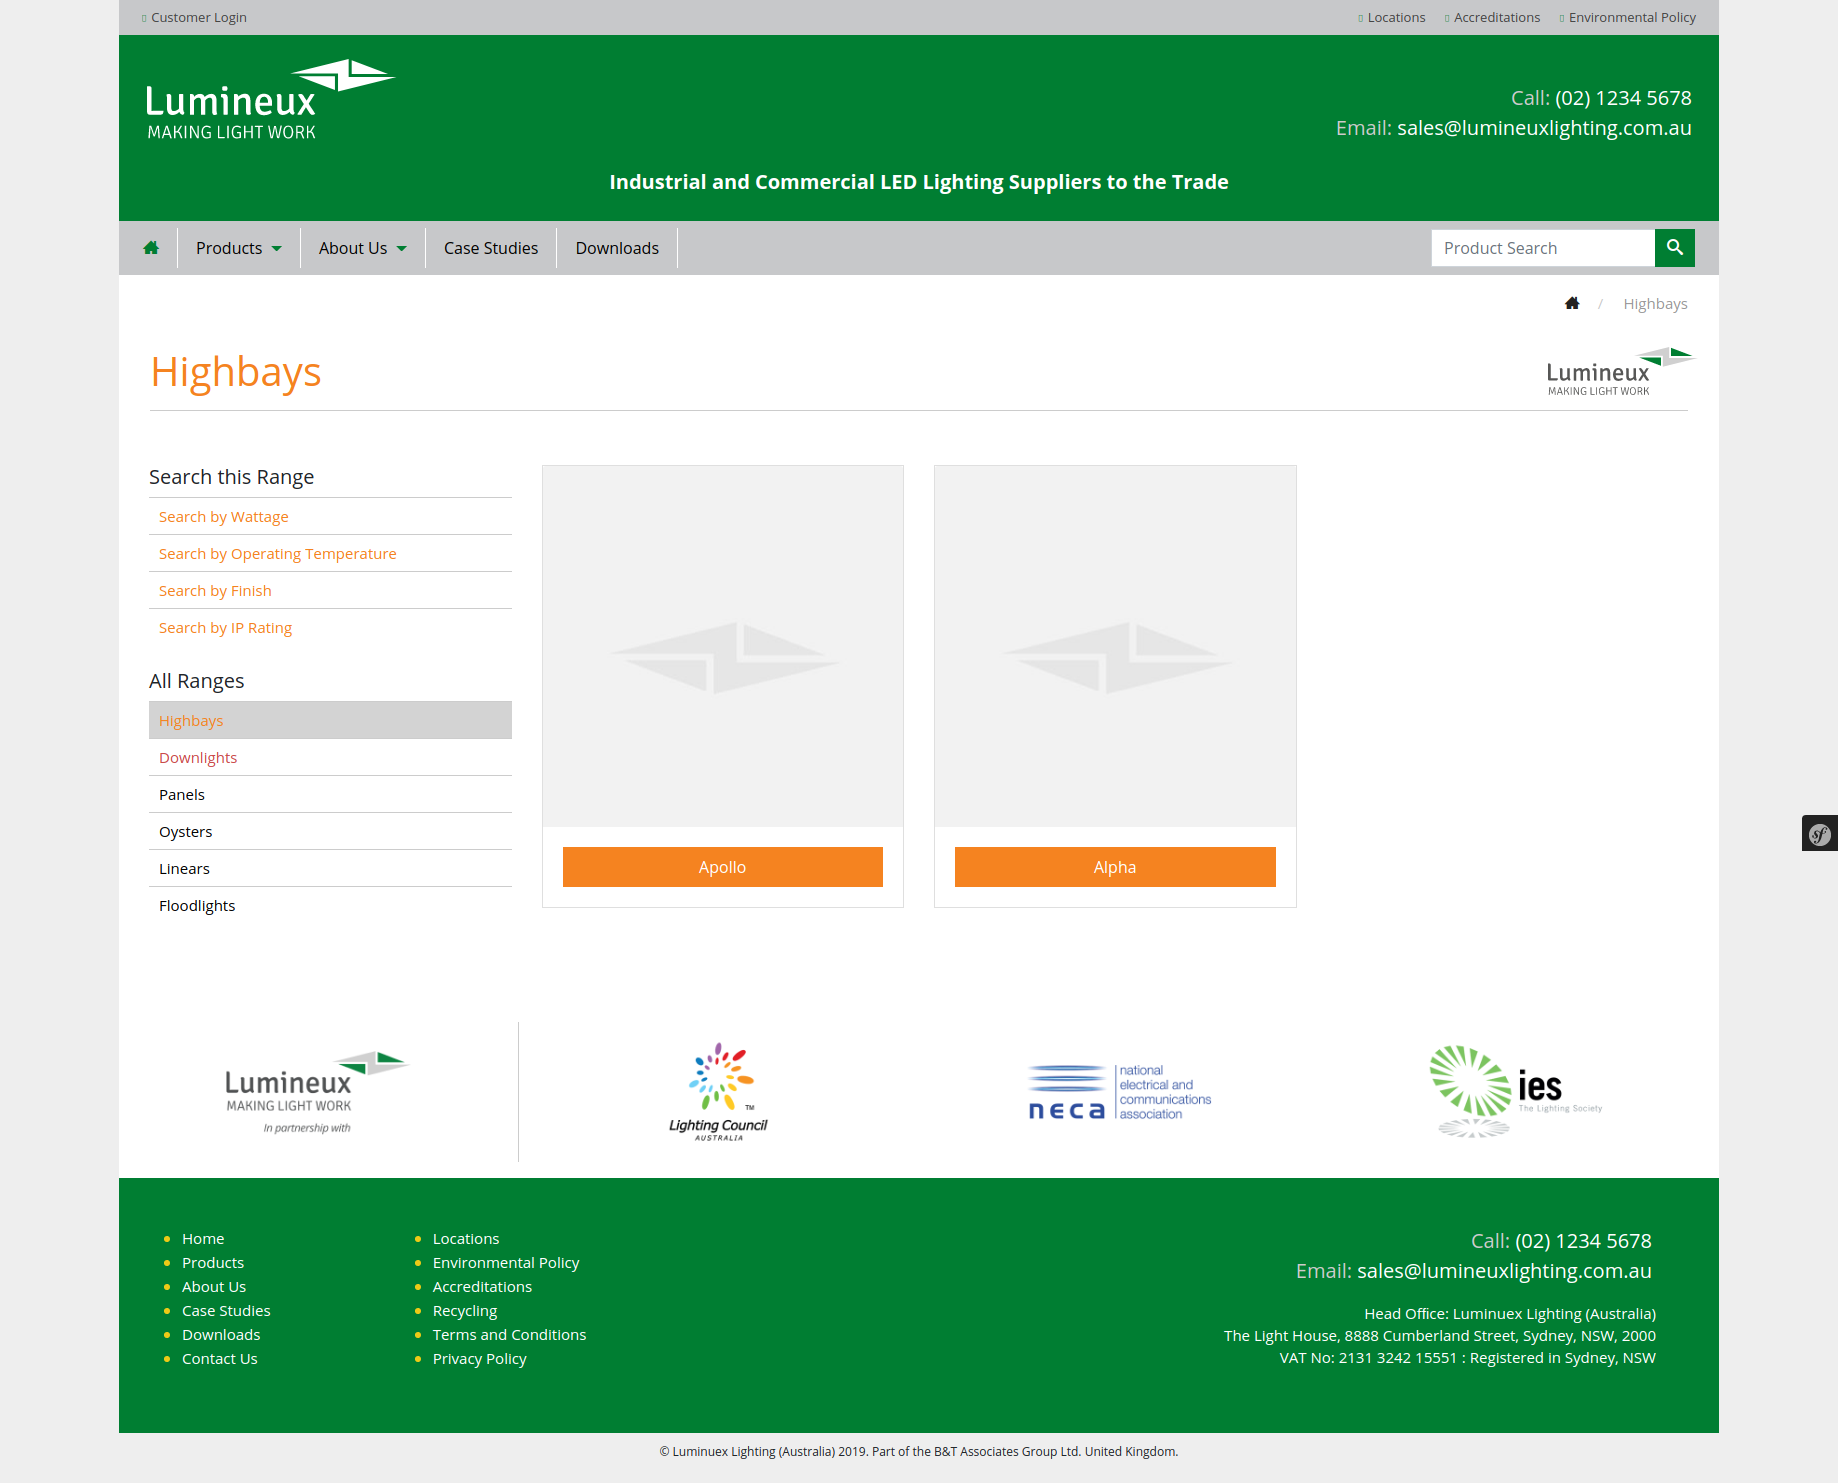 Customer Login
Locations
Accreditations
Environmental Policy
Lumineux
MAKING LIGHT WORK
Call: (02) 1234 5678
Email: sales@lumineuxlighting.com.au
Industrial and Commercial LED Lighting Suppliers to the Trade
Products
About Us
Case Studies
Downloads
Product Search
/ Highbays
Highbays
Lumineux
MAKING LIGHT WORK
Search this Range
Search by Wattage
Search by Operating Temperature
Search by Finish
Search by IP Rating
All Ranges
Highbays
Downlights
Panels
Oysters
Linears
Floodlights
Apollo
Alpha
sf
Lumineux
MAKING LIGHT WORK
In partnership with
TM
Lighting Council
AUSTRALIA
neca
national
electrical and
communications
association
ies
The Lighting Society
Home
Products
About Us
Case Studies
Downloads
Contact Us
Locations
Environmental Policy
Accreditations
Recycling
Terms and Conditions
Privacy Policy
Call: (02) 1234 5678
Email: sales@lumineuxlighting.com.au
Head Office: Luminuex Lighting (Australia)
The Light House, 8888 Cumberland Street, Sydney, NSW, 2000
VAT No: 2131 3242 15551 : Registered in Sydney, NSW
© Luminuex Lighting (Australia) 2019. Part of the B&T Associates Group Ltd. United Kingdom.